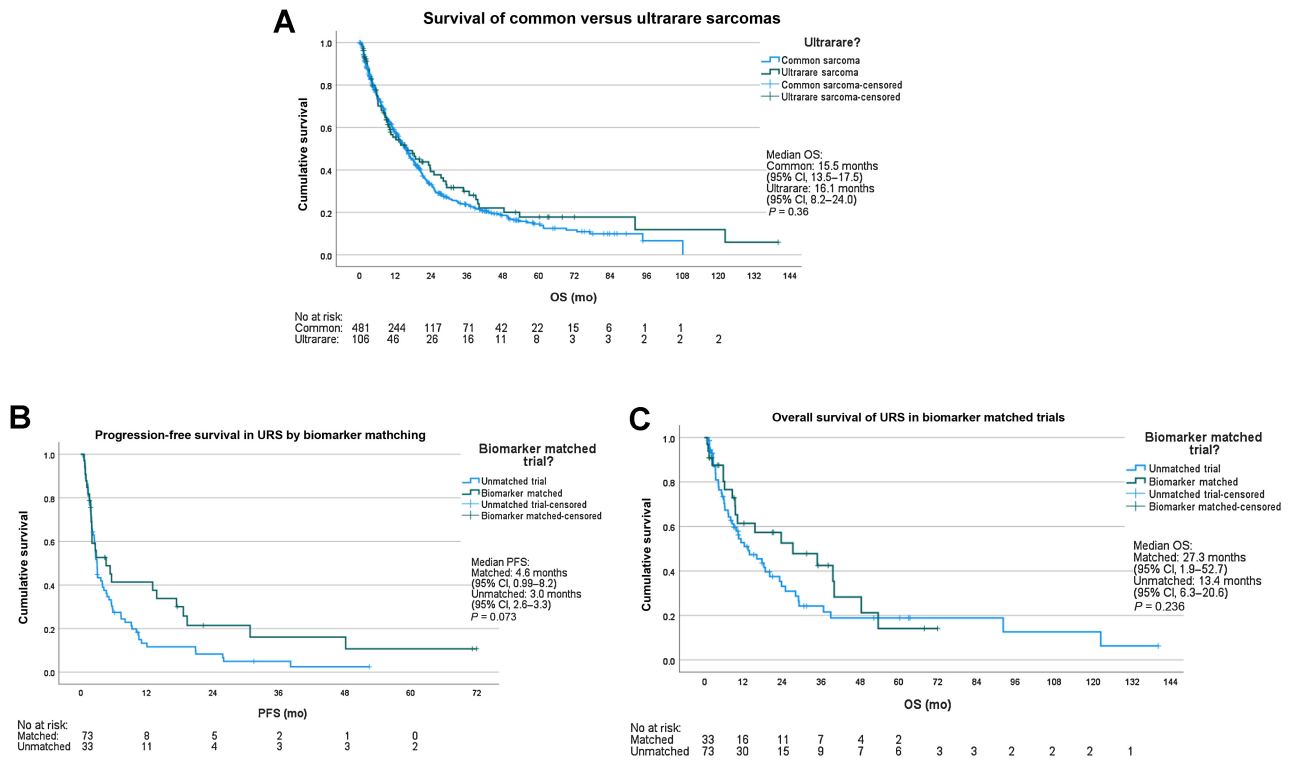 A
Survival of common versus ultrarare sarcomas
Cumulative survival
1.0
0.8
0.6
0.4
0.2
0.0
0 12 24 36 48 60 72 84 96 108 120 132 144
OS (mo)
Ultrarare?
Common sarcoma
Ultrarare sarcoma
Common sarcoma-censored
Ultrarare sarcoma-censored
Median OS:
Common: 15.5 months
(95% CI, 13.5–17.5)
Ultrarare: 16.1 months
(95% CI, 8.2–24.0)
P = 0.36
No at risk:
Common: 481 244 117 71 42 22 15 6 1 1
Ultrarare: 106 46 26 16 11 8 3 3 2 2 2
B
Progression-free survival in URS by biomarker mathching
Cumulative survival
1.0
0.8
0.6
0.4
0.2
0.0
0 12 24 36 48 60 72
PFS (mo)
Biomarker matched
trial?
Unmatched trial
Biomarker matched
Unmatched trial-censored
Biomarker matched-censored
Median PFS:
Matched: 4.6 months
(95% CI, 0.99–8.2)
Unmatched: 3.0 months
(95% CI, 2.6–3.3)
P = 0.073
No at risk:
Matched: 73 8 5 2 1 0
Unmatched 33 11 4 3 3 2
C
Overall survival of URS in biomarker matched trials
Cumulative survival
1.0
0.8
0.6
0.4
0.2
0.0
0 12 24 36 48 60 72 84 96 108 120 132 144
OS (mo)
Biomarker matched
trial?
Unmatched trial
Biomarker matched
Unmatched trial-censored
Biomarker matched-censored
Median OS:
Matched: 27.3 months
(95% CI, 1.9–52.7)
Unmatched: 13.4 months
(95% CI, 6.3–20.6)
P = 0.236
No at risk:
Matched 33 16 11 7 4 2
Unmatched 73 30 15 9 7 6 3 3 2 2 2 1